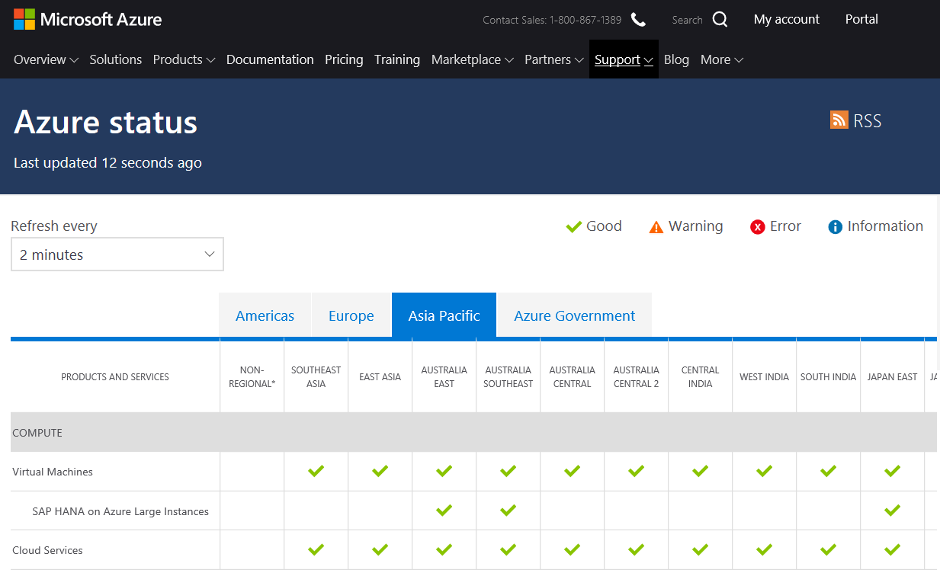 Microsoft Azure
Contact Sales: 1-800-867-1389
Search
My account
Portal
Overview
Solutions
Products
Documentation
Pricing
Training
Marketplace
Partners
Support
Blog
More
Azure status
RSS
Last updated 12 seconds ago
Refresh every
Good
Warning
Error
Information
2 minutes
Americas
Europe
Asia Pacific
Azure Government
PRODUCTS AND SERVICES
NON-
REGIONAL*
SOUTHEAST
ASIA
EAST ASIA
AUSTRALIA
EAST
AUSTRALIA
SOUTHEAST
AUSTRALIA
CENTRAL
AUSTRALIA
CENTRAL 2
CENTRAL
INDIA
WEST INDIA
SOUTH INDIA
JAPAN EAST
COMPUTE
Virtual Machines
SAP HANA on Azure Large Instances
Cloud Services